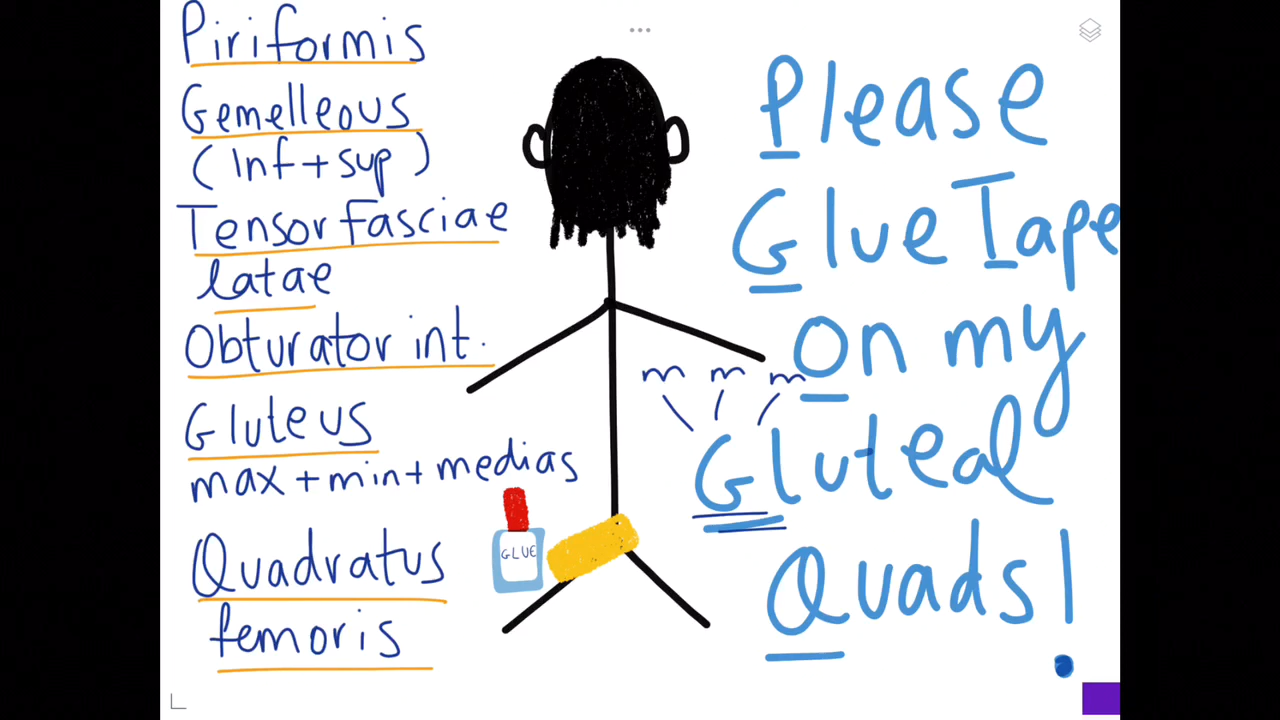 Piriformis
Gemelleous
(Inf + sup)
Tensor Fasciae
latae
Obturator int.
Gluteus
max + min + medias
Quadratus
femoris
GLUE
Please
Glue Tape
on my
m m m
Gluteal
Quads!